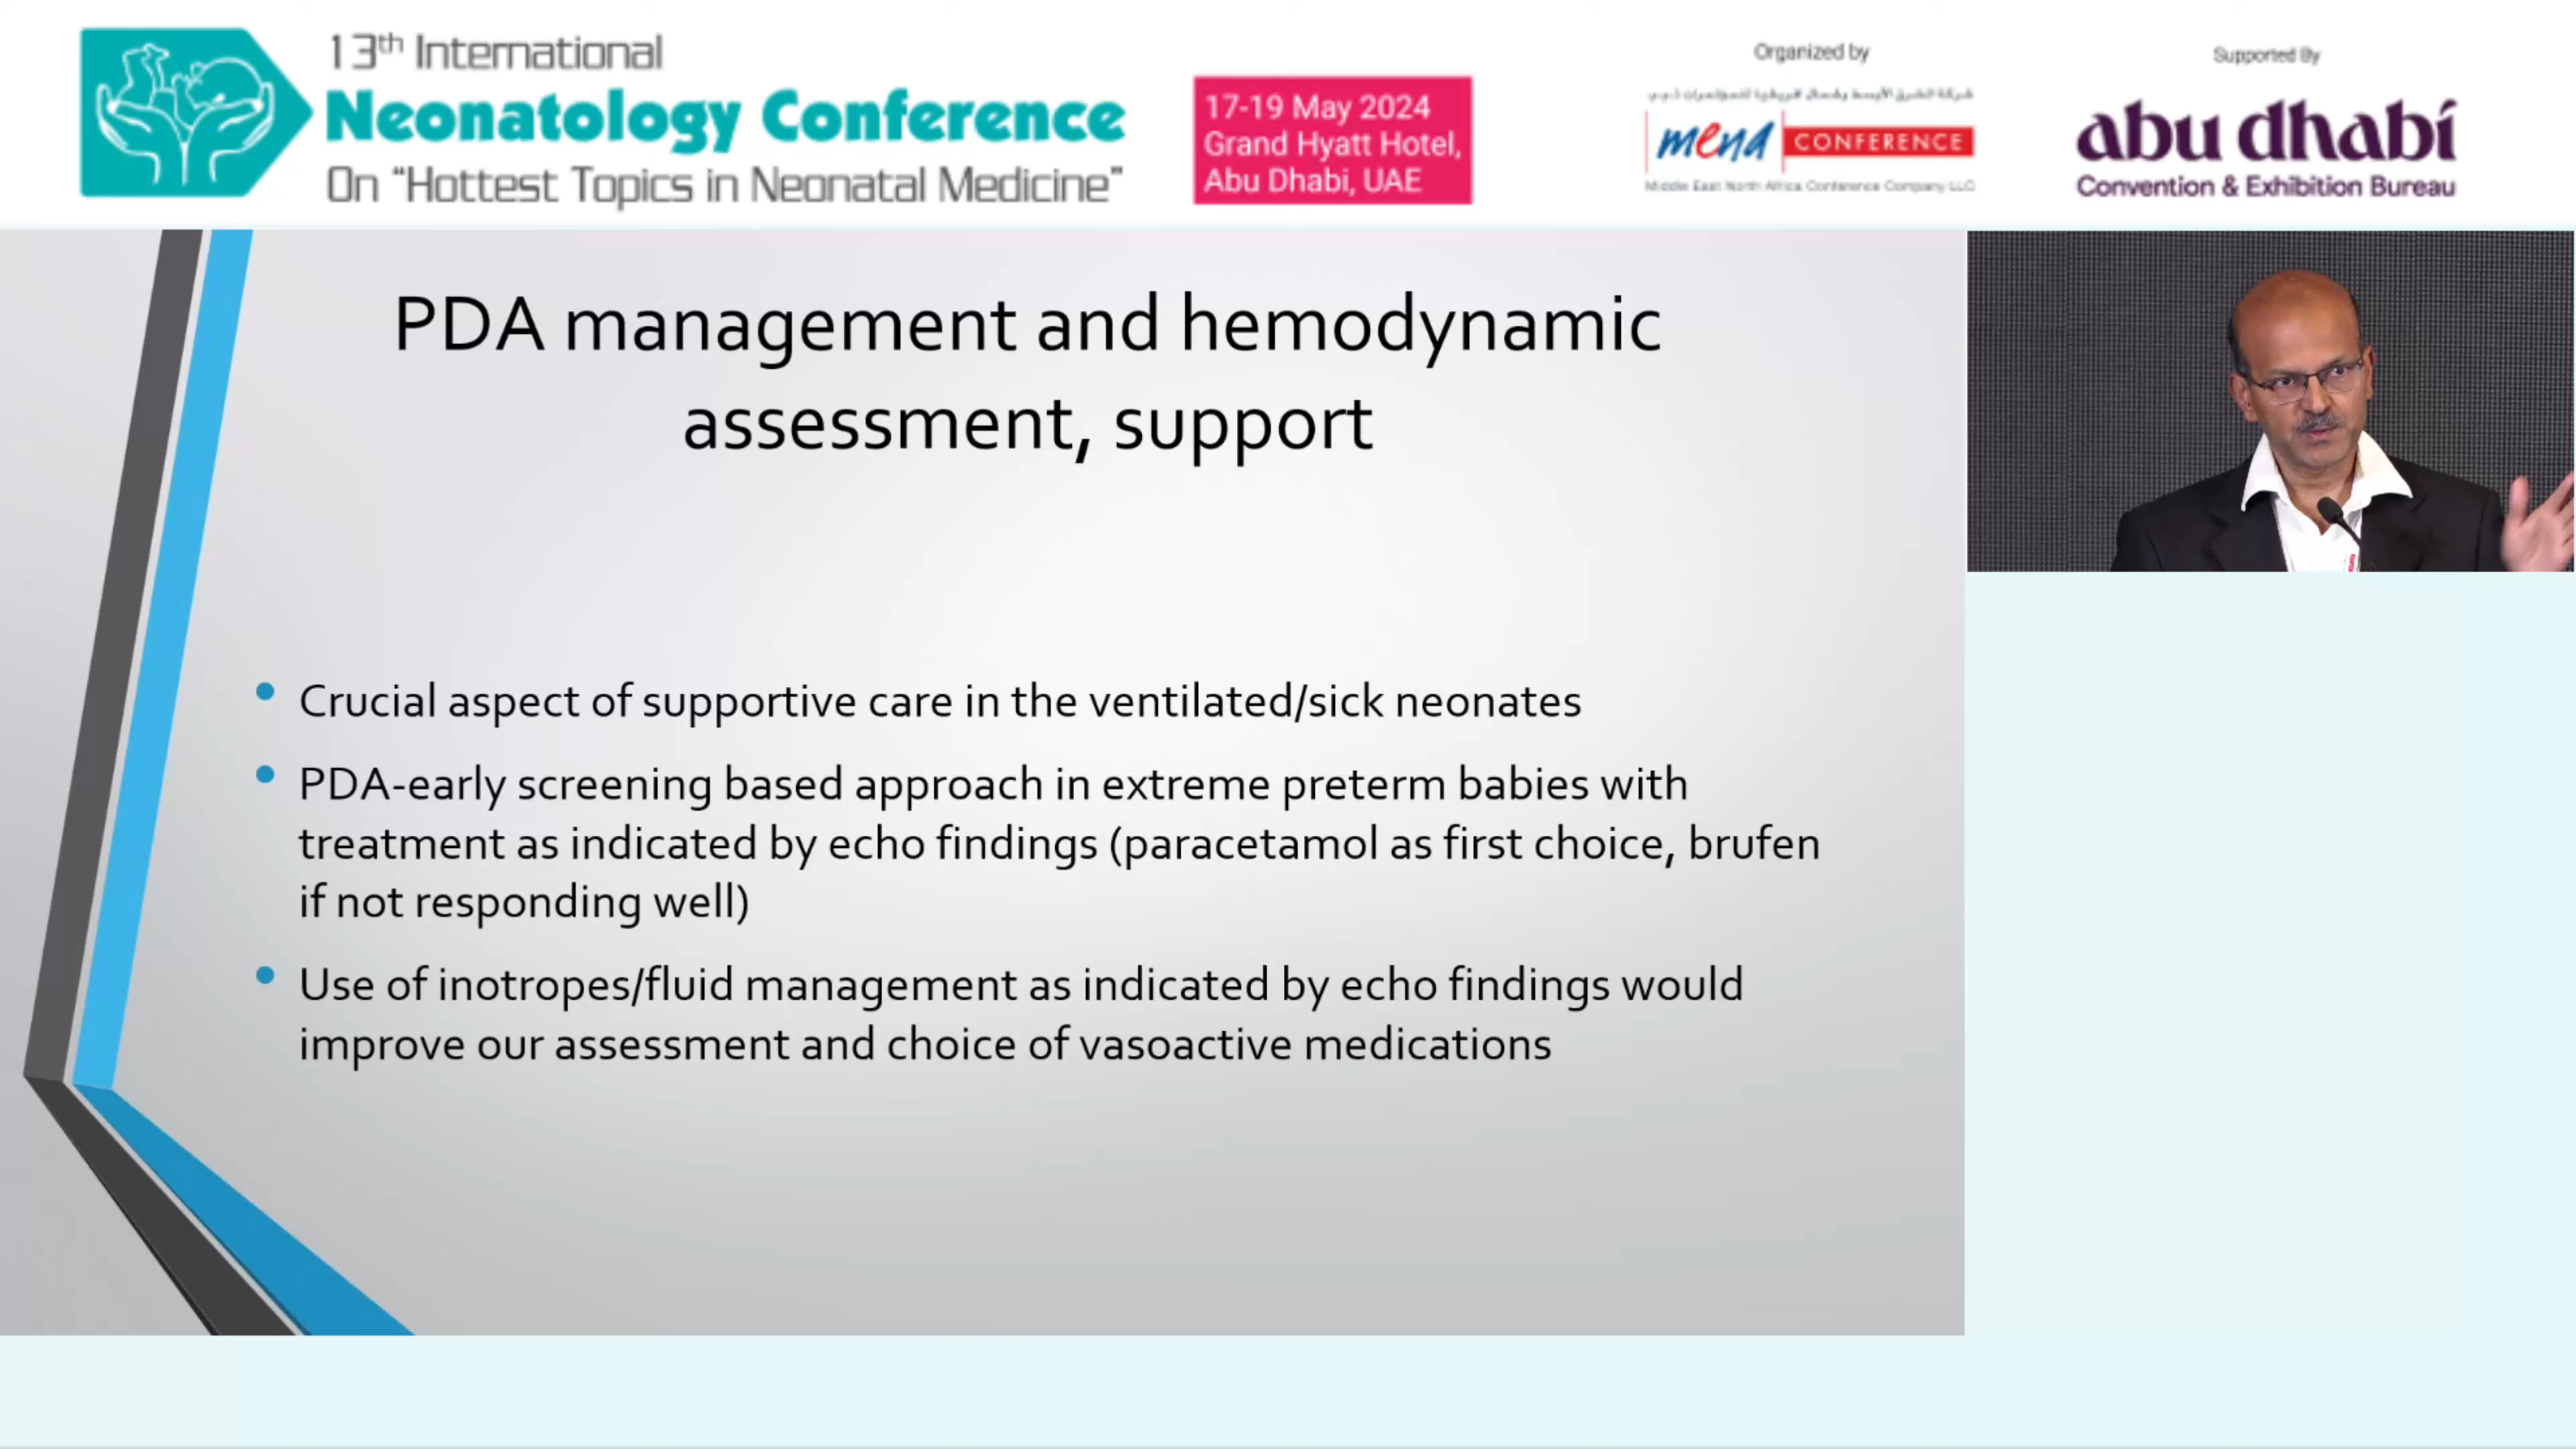 13th International
Neonatology Conference
On "Hottest Topics in Neonatal Medicine"
17-19 May 2024
Grand Hyatt Hotel,
Abu Dhabi, UAE
Organized by
mena CONFERENCE
Middle East North Africa Conference Company LLC
Supported By
abu dhabi
Convention & Exhibition Bureau
PDA management and hemodynamic
assessment, support
• Crucial aspect of supportive care in the ventilated/sick neonates
• PDA-early screening based approach in extreme preterm babies with
treatment as indicated by echo findings (paracetamol as first choice, brufen
if not responding well)
• Use of inotropes/fluid management as indicated by echo findings would
improve our assessment and choice of vasoactive medications